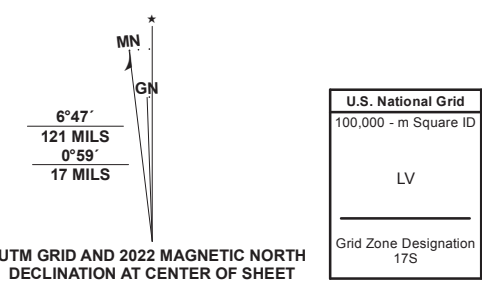 ★
MN
GN
6°47´
121 MILS
0°59´
17 MILS
UTM GRID AND 2022 MAGNETIC NORTH
DECLINATION AT CENTER OF SHEET
U.S. National Grid
100,000 - m Square ID
LV
Grid Zone Designation
17S